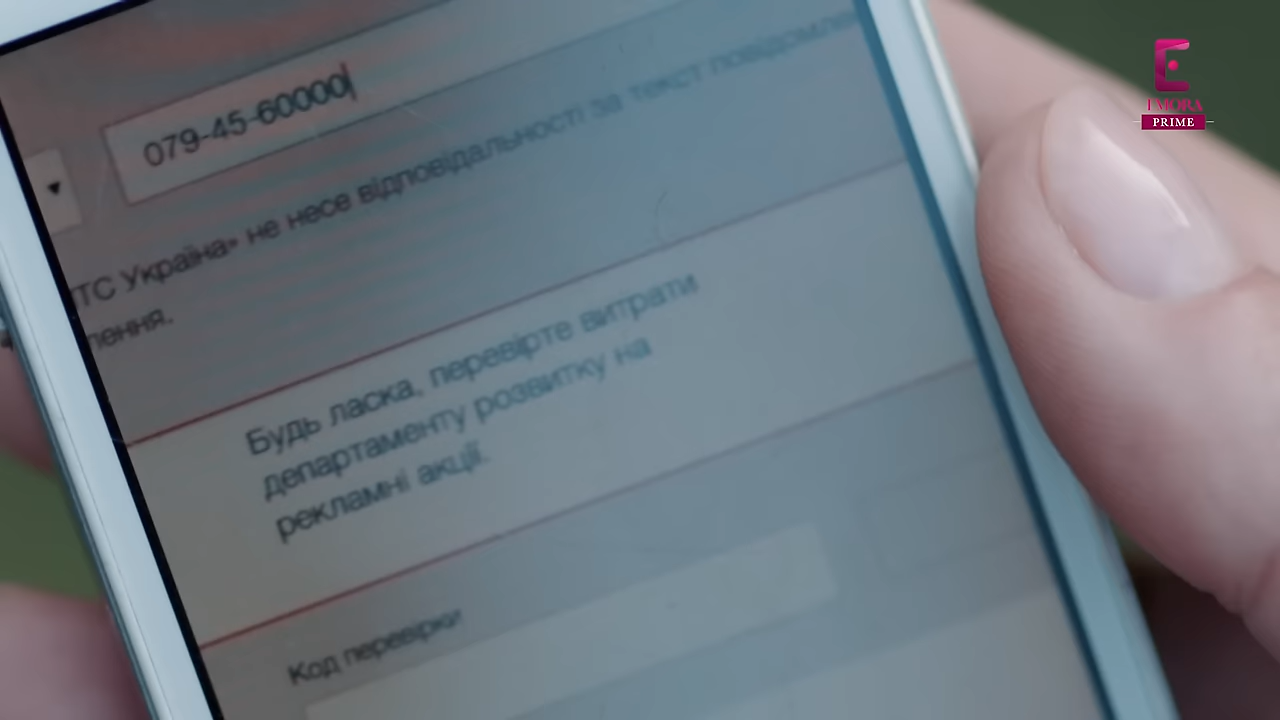 079-45-60000
ТС Україна» не несе відповідальності за текст повідомлен
лення.
Будь ласка, перевірте витрати
департаменту розвитку на
рекламні акції.
Код перевірки
EMORA
PRIME